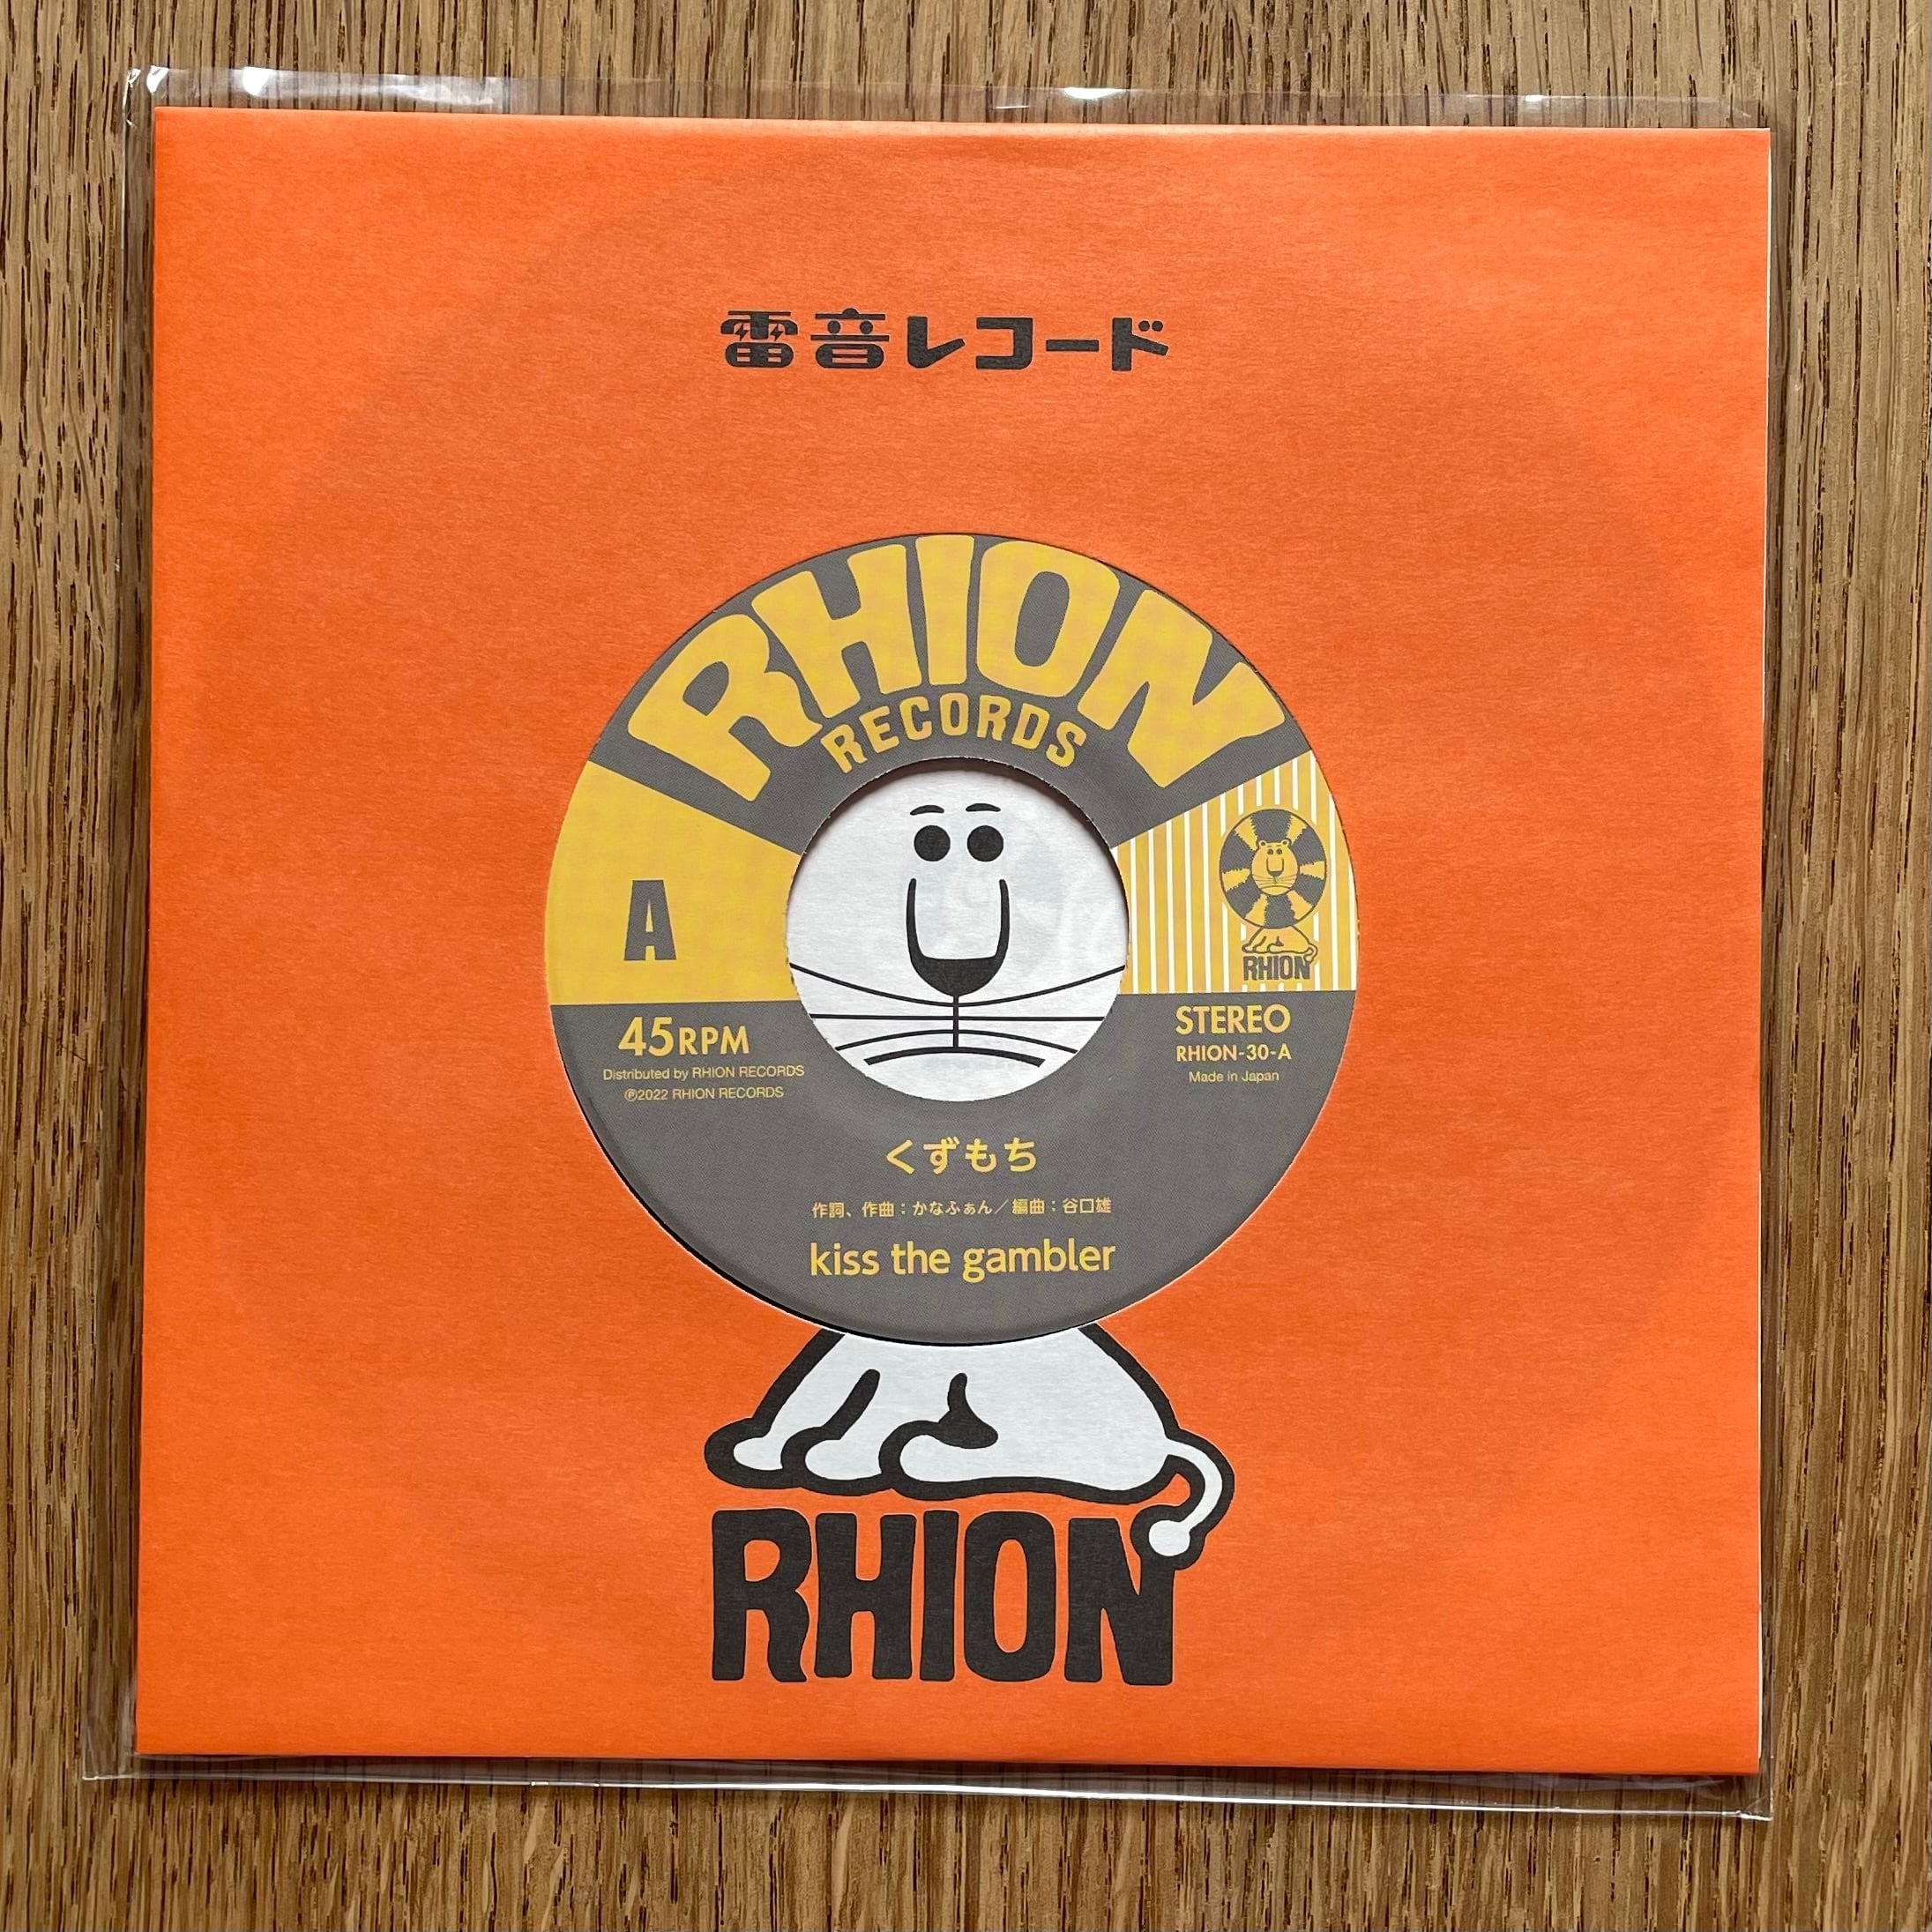 雷音レコード
RHION
RECORDS
A
RHION
45RPM
Distributed by RHION RECORDS
℗2022 RHION RECORDS
STEREO
RHION-30-A
Made in Japan
くずもち
作詞、作曲：かなふぁん／編曲：谷口雄
kiss the gambler
RHION